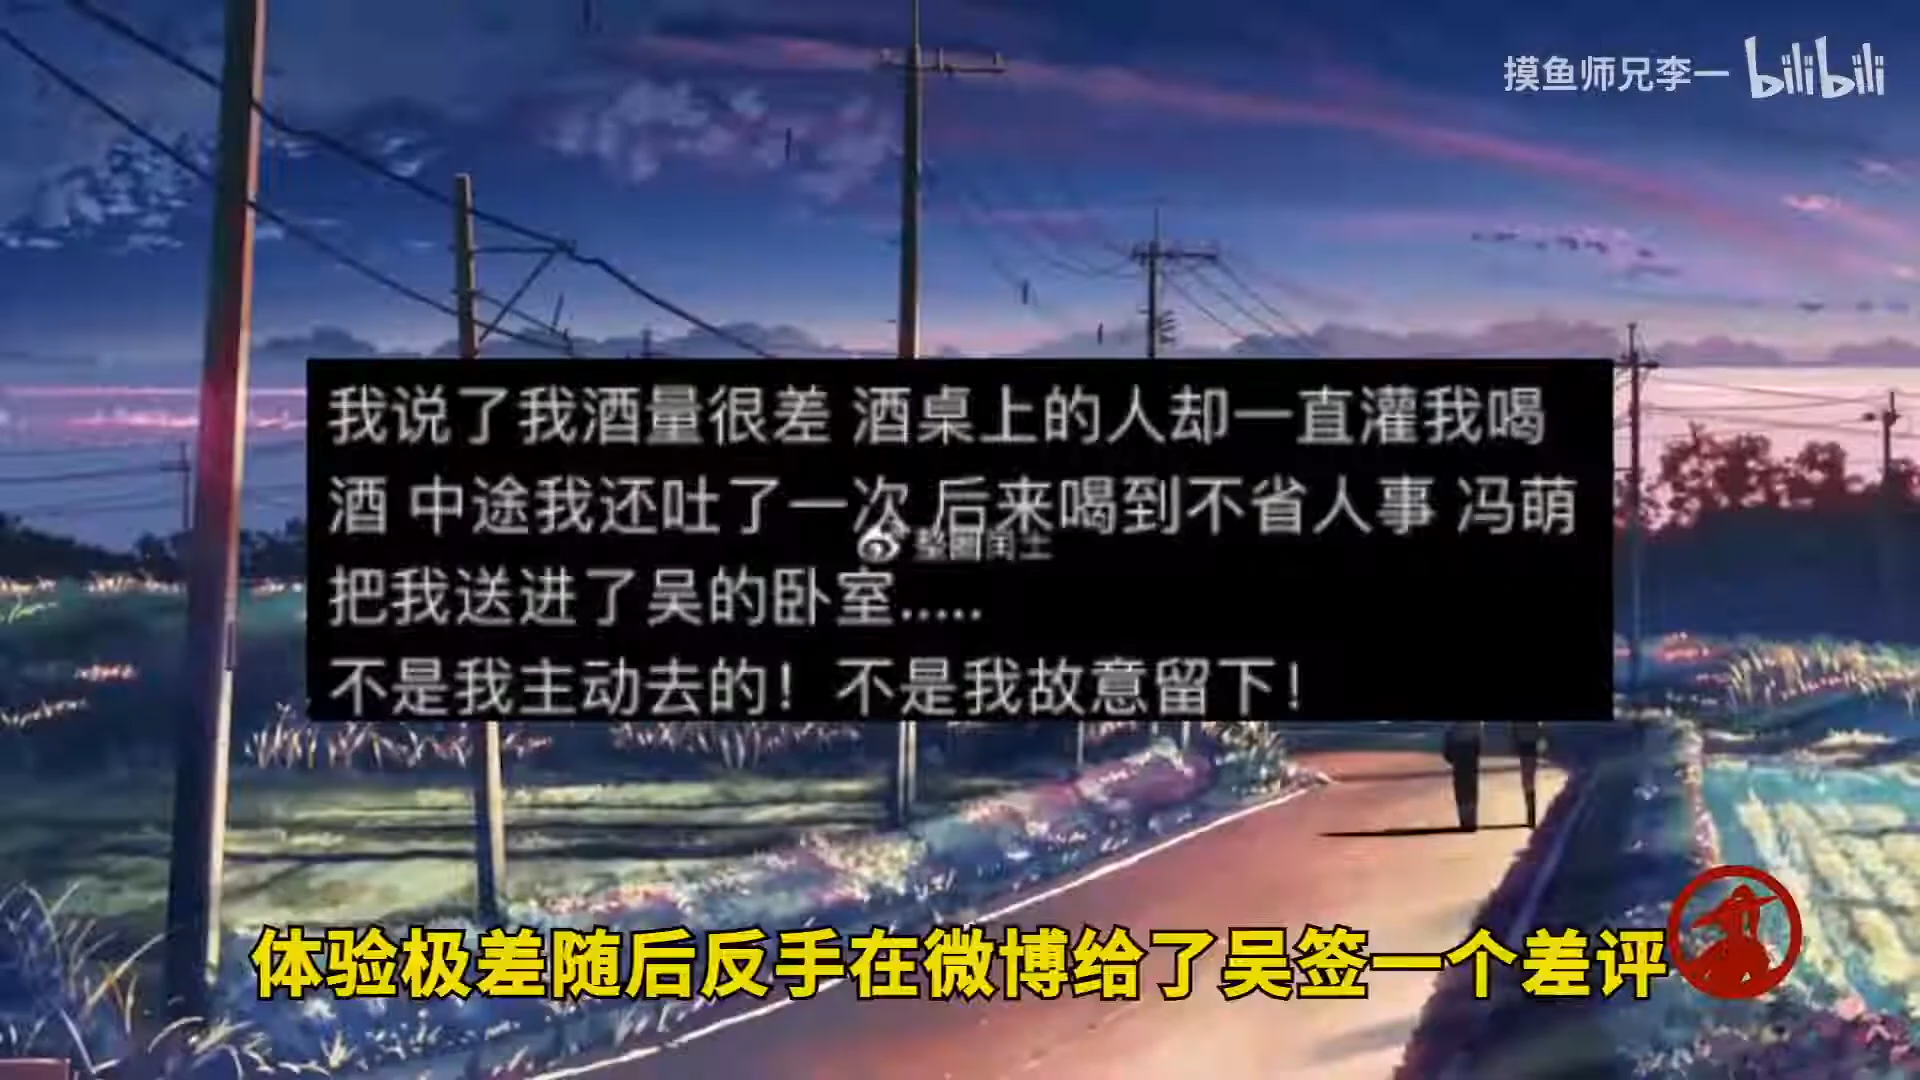 摸鱼师兄李一 bilibili
我说了我酒量很差 酒桌上的人却一直灌我喝
酒 中途我还吐了一次 后来喝到不省人事 冯萌
把我送进了吴的卧室.....
不是我主动去的！不是我故意留下！
体验极差随后反手在微博给了吴签一个差评